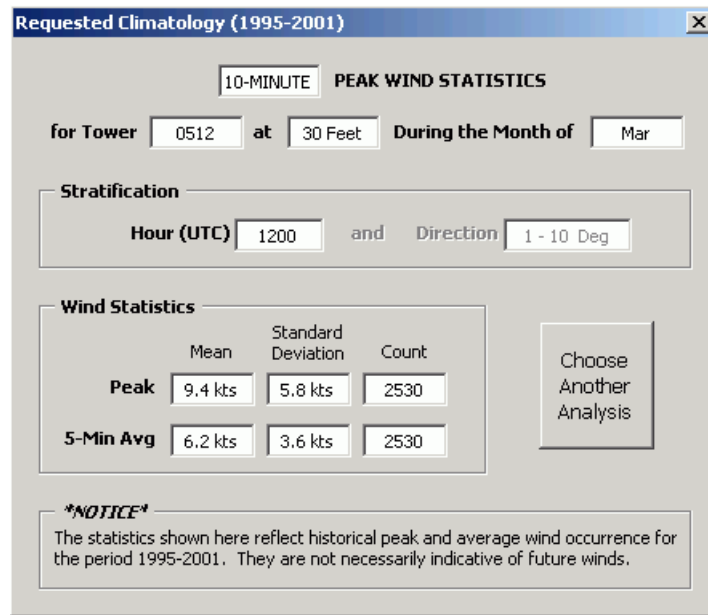 Requested Climatology (1995-2001)
10-MINUTE PEAK WIND STATISTICS
for Tower 0512 at 30 Feet During the Month of Mar
Stratification
Hour (UTC) 1200 and Direction 1 - 10 Deg
Wind Statistics
Mean Standard Deviation Count
Peak 9.4 kts 5.8 kts 2530
5-Min Avg 6.2 kts 3.6 kts 2530
Choose
Another
Analysis
*NOTICE*
The statistics shown here reflect historical peak and average wind occurrence for
the period 1995-2001. They are not necessarily indicative of future winds.